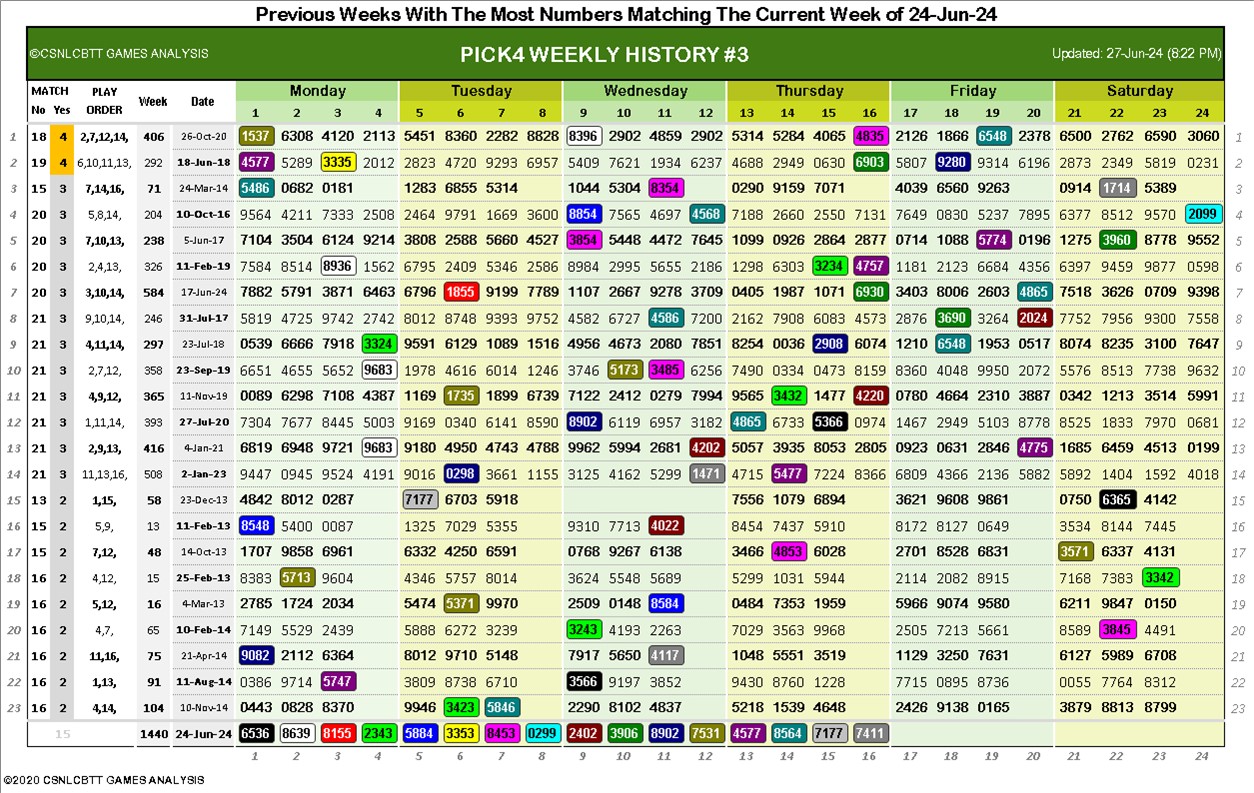 Previous Weeks With The Most Numbers Matching The Current Week of 24-Jun-24
©CSNLCBTT GAMES ANALYSIS PICK4 WEEKLY HISTORY #3 Updated: 27-Jun-24 (8:22 PM)
MATCH PLAY Week Date Monday Tuesday Wednesday Thursday Friday Saturday
No Yes ORDER 1 2 3 4 5 6 7 8 9 10 11 12 13 14 15 16 17 18 19 20 21 22 23 24
1 18 4 2,7,12,14, 406 26-Oct-20 1537 6308 4120 2113 5451 8360 2282 8828 8396 2902 4859 2902 5314 5284 4065 4835 2126 1866 6548 2378 6500 2762 6590 3060 1
2 19 4 6,10,11,13, 292 18-Jun-18 4577 5289 3335 2012 2823 4720 9293 6957 5409 7621 1934 6237 4688 2949 0630 6903 5807 9280 9314 6196 2873 2349 5819 0231 2
3 15 3 7,14,16, 71 24-Mar-14 5486 0682 0181 1283 6855 5314 1044 5304 8354 0290 9159 7071 4039 6560 9263 0914 1714 5389 3
4 20 3 5,8,14, 204 10-Oct-16 9564 4211 7333 2508 2464 9791 1669 3600 8854 7565 4697 4568 7188 2660 2550 7131 7649 0830 5237 7895 6377 8512 9570 2099 4
5 20 3 7,10,13, 238 5-Jun-17 7104 3504 6124 9214 3808 2588 5660 4527 3854 5448 4472 7645 1099 0926 2864 2877 0714 1088 5774 0196 1275 3960 8778 9552 5
6 20 3 2,4,13, 326 11-Feb-19 7584 8514 8936 1562 6795 2409 5346 2586 8984 2995 5655 2186 1298 6303 3234 4757 1181 2123 6684 4356 6397 9459 9877 0598 6
7 20 3 3,10,14, 584 17-Jun-24 7882 5791 3871 6463 6796 1855 9199 7789 1107 2667 9278 3709 0405 1987 1071 6930 3403 8006 2603 4865 7518 3626 0709 9398 7
8 21 3 9,10,14, 246 31-Jul-17 5819 4725 9742 2742 8012 8748 9393 9752 4582 6727 4586 7200 2162 7908 6083 4573 2876 3690 3264 2024 7752 7956 9300 7558 8
9 21 3 4,11,14, 297 23-Jul-18 0539 6666 7918 3324 9591 6129 1089 1516 4956 4673 2080 7851 8254 0036 2908 6074 1210 6548 1953 0517 8074 8235 3100 7647 9
10 21 3 2,7,12, 358 23-Sep-19 6651 4455 5652 9683 1978 4616 6014 1246 3746 5173 3485 6256 7490 0334 0473 8159 8360 4048 9950 2072 5576 8513 7738 9632 10
11 21 3 4,9,12, 365 11-Nov-19 0089 6298 7108 4387 1169 1735 1899 6739 7122 2412 0279 7994 9565 3432 1477 4220 0780 4664 2310 3887 0342 1213 3514 5991 11
12 21 3 1,11,14, 393 27-Jul-20 7304 7677 8445 5003 9169 0340 6141 8590 8902 6119 6957 3182 4865 6733 5366 0974 1467 2949 5103 8778 8525 1833 7970 0681 12
13 21 3 2,9,13, 416 4-Jan-21 6819 6948 9721 9683 9180 4950 4743 4788 9962 5994 2681 4202 5057 3935 8053 2805 0923 0631 2846 4775 1685 6459 4513 0199 13
14 21 3 11,13,16, 508 2-Jan-23 9447 0945 9524 4191 9016 0298 3661 1155 3125 4162 5299 1471 4715 5477 7224 8366 6809 4366 2136 5882 5892 1404 1592 4018 14
15 13 2 1,15, 58 23-Dec-13 4842 8012 0287 7177 6703 5918 7556 1079 6894 3621 9608 9861 0750 6365 4142 15
16 15 2 5,9, 13 11-Feb-13 8548 5400 0087 1325 7029 5355 9310 7713 4022 8454 7437 5910 8172 8127 0649 3534 8144 7445 16
17 15 2 7,12, 48 14-Oct-13 1707 9858 6961 6332 4250 6591 0768 9267 6138 3466 4853 6028 2701 8528 6831 3571 6337 4131 17
18 16 2 4,12, 15 25-Feb-13 8383 5713 9604 4346 5757 8014 3624 5548 5689 5299 1031 5944 2114 2082 8915 7168 7383 3342 18
19 16 2 5,12, 16 4-Mar-13 2785 1724 2034 5474 5371 9970 2509 0148 8584 0484 7353 1959 5966 9074 9580 6211 9847 0150 19
20 16 2 4,7, 65 10-Feb-14 7149 5529 2439 5888 6272 3239 3243 4193 2263 7029 3563 9968 2505 7213 5661 8589 3845 4491 20
21 16 2 11,16, 75 21-Apr-14 9082 2112 6364 8012 9710 5148 7917 5650 4117 1048 5551 3519 1129 3250 7631 6127 5989 6708 21
22 16 2 1,13, 91 11-Aug-14 0386 9714 5747 3809 8738 6710 3566 9197 3852 9430 8760 1228 7715 0895 8736 0055 7764 8312 22
23 16 2 4,14, 104 10-Nov-14 0443 0828 8370 9946 3423 5846 2290 8102 4837 5218 1539 4648 2426 9138 0165 3879 8813 8799 23
15 1440 24-Jun-24 6536 8639 8155 2343 5884 3353 8453 0299 2402 3906 8902 7531 4577 8564 7177 7411
1 2 3 4 5 6 7 8 9 10 11 12 13 14 15 16 17 18 19 20 21 22 23 24
©2020 CSNLCBTT GAMES ANALYSIS